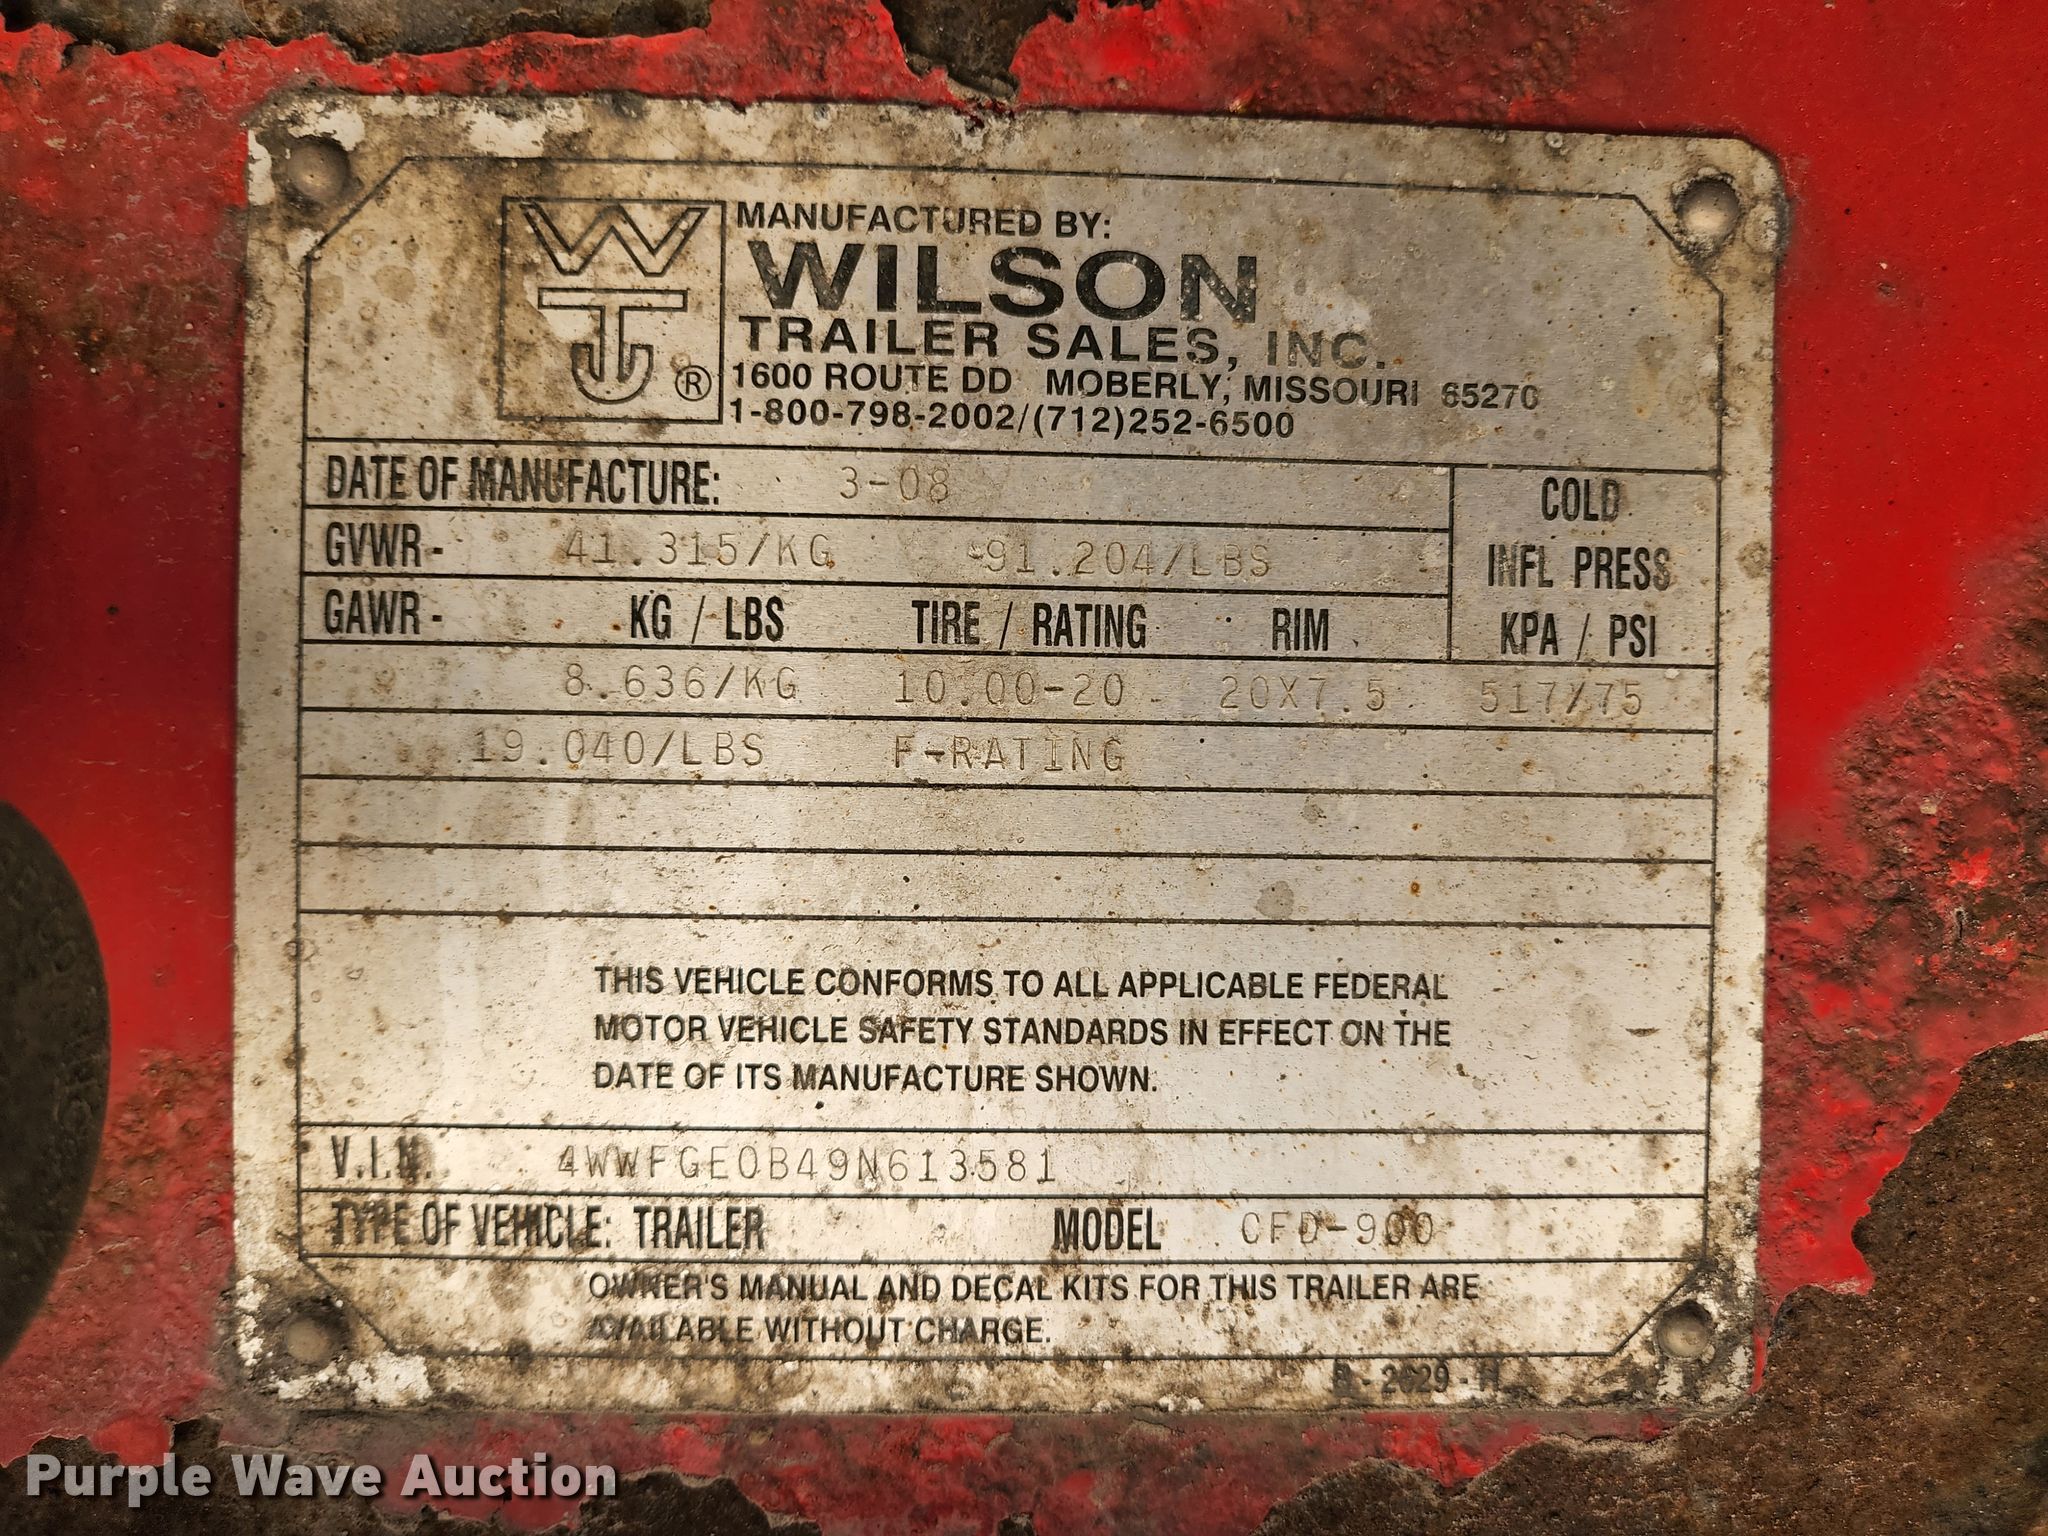 MANUFACTURED BY:
WILSON
TRAILER SALES, INC.
1600 ROUTE DD MOBERLY, MISSOURI 65270
1-800-798-2002/(712)252-6500
DATE OF MANUFACTURE: 3-08
COLD
INFL PRESS
KPA / PSI
GVWR- 41.315/KG 91.204/LBS
GAWR- KG / LBS TIRE / RATING RIM
8.636/KG 10.00-20 20X7.5 517/75
19.040/LBS F-RATING
THIS VEHICLE CONFORMS TO ALL APPLICABLE FEDERAL
MOTOR VEHICLE SAFETY STANDARDS IN EFFECT ON THE
DATE OF ITS MANUFACTURE SHOWN.
V.I.N. 4WWFGE0B49N613581
TYPE OF VEHICLE: TRAILER MODEL CFD-900
OWNER'S MANUAL AND DECAL KITS FOR THIS TRAILER ARE
AVAILABLE WITHOUT CHARGE.
Purple Wave Auction